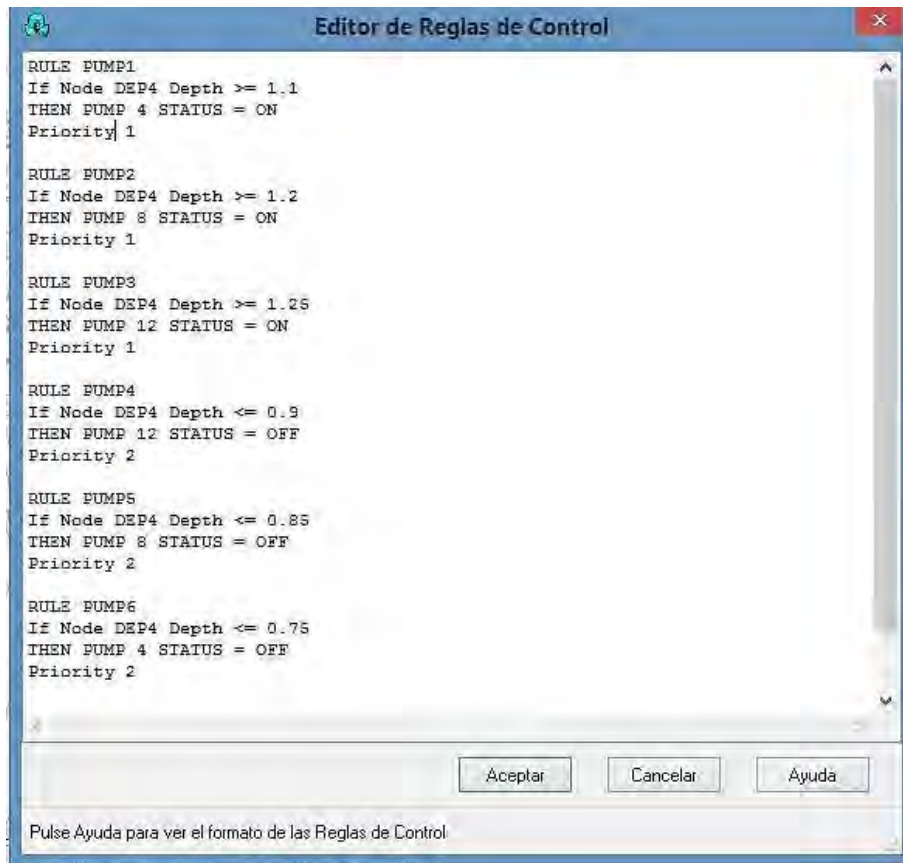 Editor de Reglas de Control
RULE PUMP1
If Node DEP4 Depth >= 1.1
THEN PUMP 4 STATUS = ON
Priority 1
RULE PUMP2
If Node DEP4 Depth >= 1.2
THEN PUMP 8 STATUS = ON
Priority 1
RULE PUMP3
If Node DEP4 Depth >= 1.25
THEN PUMP 12 STATUS = ON
Priority 1
RULE PUMP4
If Node DEP4 Depth <= 0.9
THEN PUMP 12 STATUS = OFF
Priority 2
RULE PUMP5
If Node DEP4 Depth <= 0.85
THEN PUMP 8 STATUS = OFF
Priority 2
RULE PUMP6
If Node DEP4 Depth <= 0.75
THEN PUMP 4 STATUS = OFF
Priority 2
Aceptar
Cancelar
Ayuda
Pulse Ayuda para ver el formato de las Reglas de Control